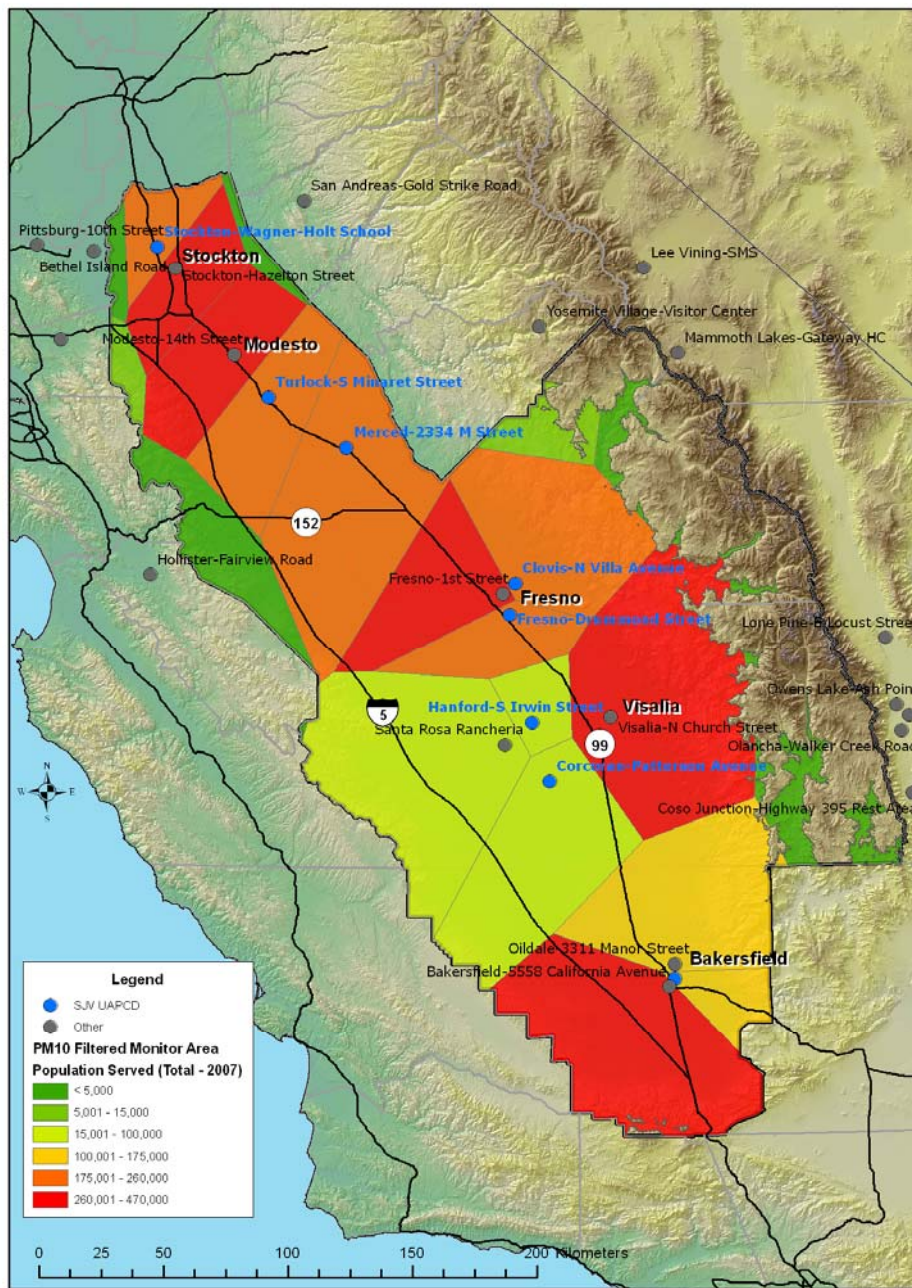 San Andreas-Gold Strike Road
Pittsburg-10th Street
Stockton-Wagner-Holt School
Stockton
Lee Vining-SMS
Bethel Island Road
Stockton-Hazelton Street
Yosemite Village-Visitor Center
Modesto-14th Street
Modesto
Mammoth Lakes-Gateway HC
Turlock-S Minaret Street
Merced-2334 M Street
152
Hollister-Fairview Road
Clovis-N Villa Avenue
Fresno-1st Street
Fresno
Fresno-Drummond Street
Lone Pine-E Locust Street
Owens Lake-Ash Point
Hanford-S Irwin Street
Visalia
5
Santa Rosa Rancheria
Visalia-N Church Street
99
Olancha-Walker Creek Road
Corcoran-Patterson Avenue
Coso Junction-Highway 395 Rest Area
N
W
E
S
Oildale-3311 Manor Street
Bakersfield
Bakersfield-5558 California Avenue
Legend
SJV UAPCD
Other
PM10 Filtered Monitor Area
Population Served (Total - 2007)
< 5,000
5,001 - 15,000
15,001 - 100,000
100,001 - 175,000
175,001 - 260,000
260,001 - 470,000
0 25 50 100 150 200 Kilometers